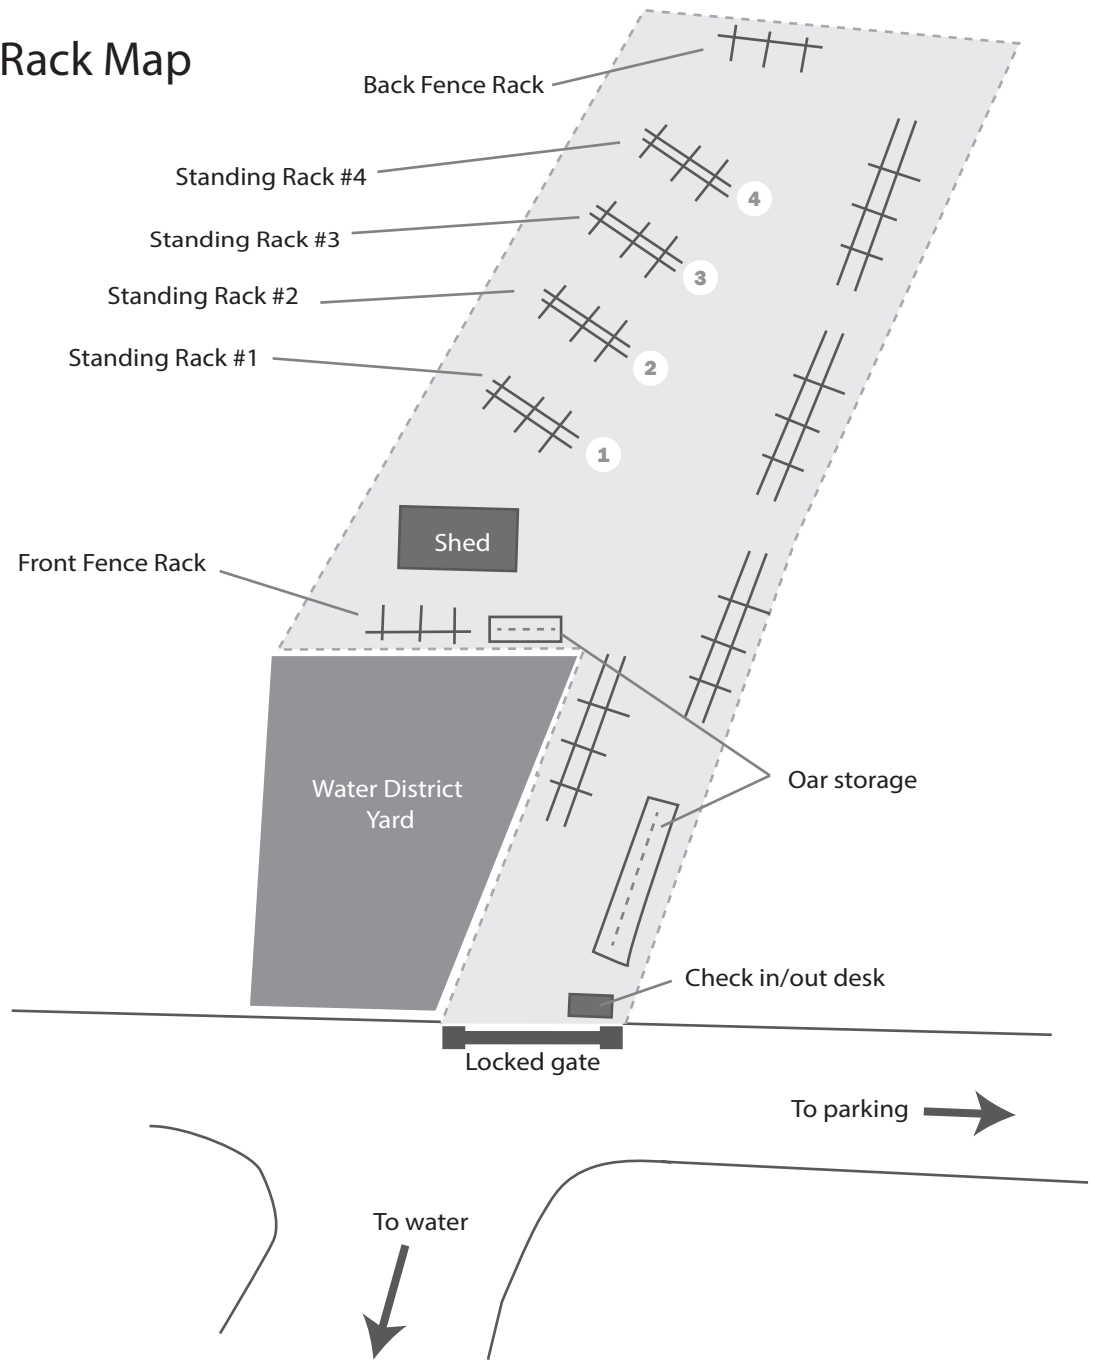 Rack Map
Back Fence Rack
Standing Rack #4
4
Standing Rack #3
3
Standing Rack #2
2
Standing Rack #1
1
Shed
Front Fence Rack
Water District
Yard
Oar storage
Check in/out desk
Locked gate
To parking
To water